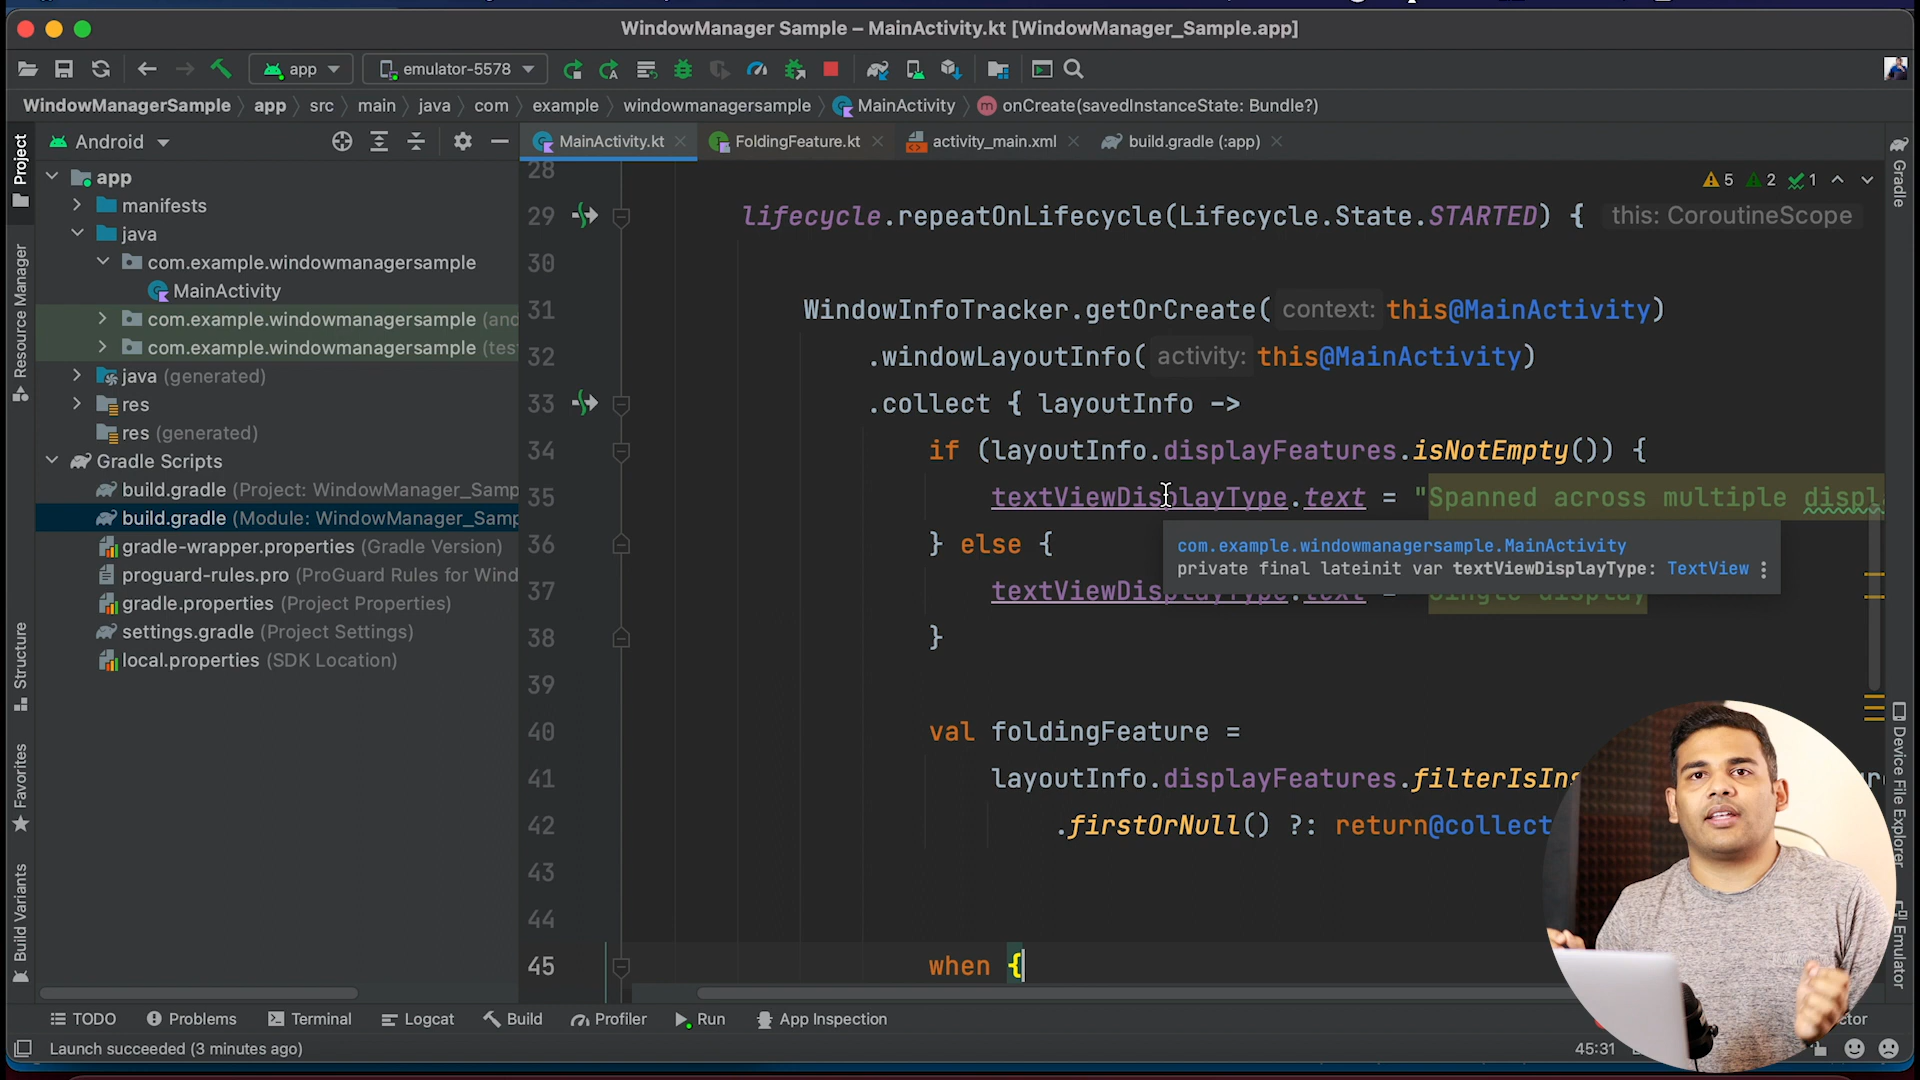 WindowManager Sample – MainActivity.kt [WindowManager_Sample.app]
app
emulator-5578
WindowManagerSample
app
src
main
java
com
example
windowmanagersample
MainActivity
onCreate(savedInstanceState: Bundle?)
Android
MainActivity.kt
FoldingFeature.kt
activity_main.xml
build.gradle (:app)
Project
Resource Manager
Structure
Favorites
Build Variants
app
manifests
java
com.example.windowmanagersample
MainActivity
com.example.windowmanagersample (and
com.example.windowmanagersample (tes
java (generated)
res
res (generated)
Gradle Scripts
build.gradle (Project: WindowManager_Samp
build.gradle (Module: WindowManager_Samp
gradle-wrapper.properties (Gradle Version)
proguard-rules.pro (ProGuard Rules for Wind
gradle.properties (Project Properties)
settings.gradle (Project Settings)
local.properties (SDK Location)
5 2 1
28
29 lifecycle.repeatOnLifecycle(Lifecycle.State.STARTED) { this: CoroutineScope
30
31 WindowInfoTracker.getOrCreate( context: this@MainActivity)
32 .windowLayoutInfo( activity: this@MainActivity)
33 .collect { layoutInfo ->
34 if (layoutInfo.displayFeatures.isNotEmpty()) {
35 textViewDisplayType.text = "Spanned across multiple displ
36 } else {
com.example.windowmanagersample.MainActivity
private final lateinit var textViewDisplayType: TextView
37 textViewDisplayType.text = "Single display
38 }
39
40 val foldingFeature =
41 layoutInfo.displayFeatures.filterIsIns
42 .firstOrNull() ?: return@collect
43
44
45 when {
Gradle
Device File Explorer
Emulator
TODO
Problems
Terminal
Logcat
Build
Profiler
Run
App Inspection
ctor
Launch succeeded (3 minutes ago)
45:31